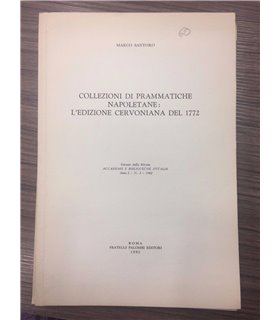 MARCO SANTORO
COLLEZIONI DI PRAMMATICHE
NAPOLETANE:
L'EDIZIONE CERVONIANA DEL 1772
Estratto dalla Rivista
ACCADEMIE E BIBLIOTECHE D'ITALIA
ROMA
FRATELLI PALOMBI EDITORI
1982